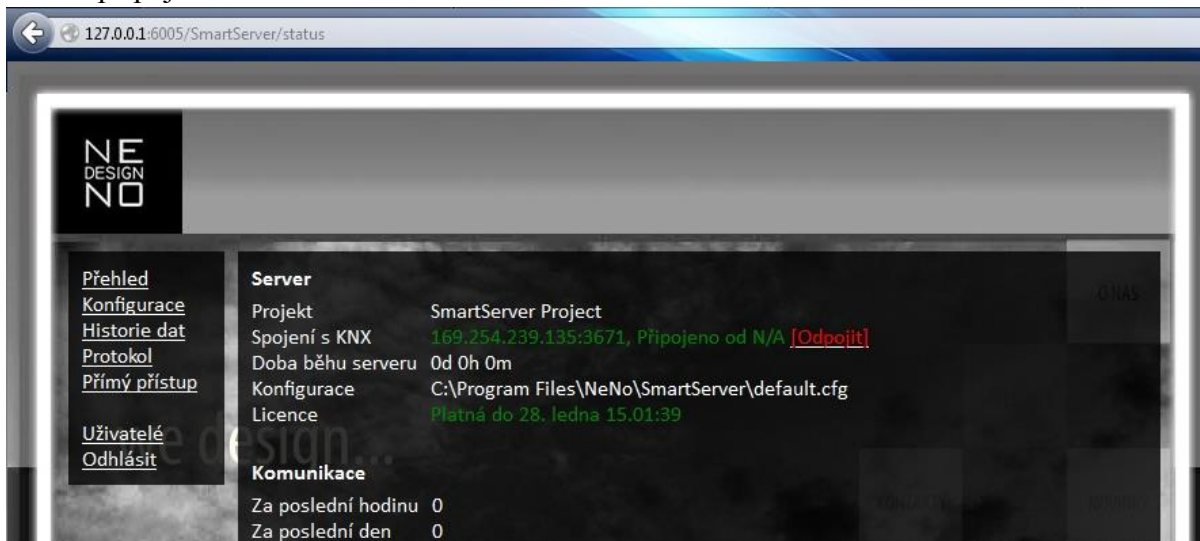 127.0.0.1:6005/SmartServer/status
NE
DESIGN
NO
Přehled
Konfigurace
Historie dat
Protokol
Přímý přístup
Uživatelé
Odhlásit
Server
Projekt SmartServer Project
Spojení s KNX 169.254.239.135:3671, Připojeno od N/A [Odpojit]
Doba běhu serveru 0d 0h 0m
Konfigurace C:\Program Files\NeNo\SmartServer\default.cfg
Licence Platná do 28. ledna 15.01:39
Komunikace
Za poslední hodinu 0
Za poslední den 0
O NÁS
design...